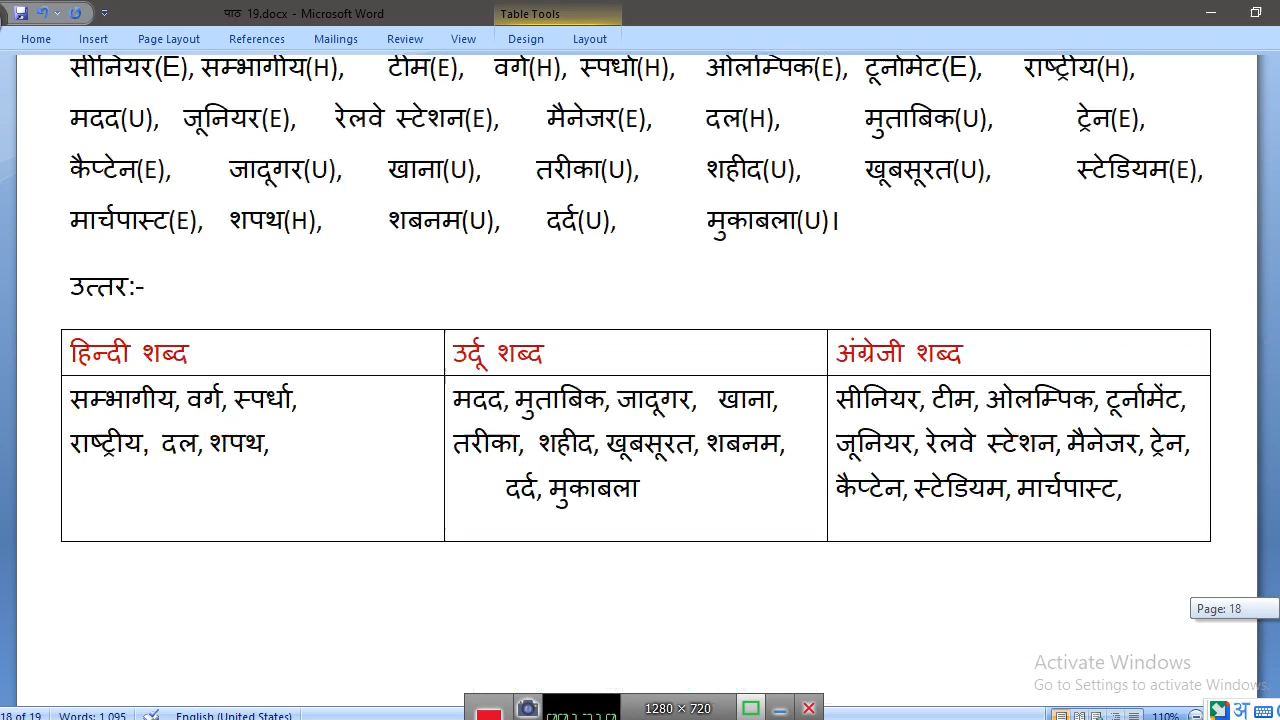 पाठ 19.docx - Microsoft Word
Table Tools
Home Insert Page Layout References Mailings Review View Design Layout
सीनियर(E), सम्भागीय(H), टीम(E), वर्ग(H), स्पर्धा(H), ओलम्पिक(E), टूर्नामेंट(E), राष्ट्रीय(H),
मदद(U), जूनियर(E), रेलवे स्टेशन(E), मैनेजर(E), दल(H), मुताबिक(U), ट्रेन(E),
कैप्टेन(E), जादूगर(U), खाना(U), तरीका(U), शहीद(U), खूबसूरत(U), स्टेडियम(E),
मार्चपास्ट(E), शपथ(H), शबनम(U), दर्द(U), मुकाबला(U)।
उत्तर:-
हिन्दी शब्द उर्दू शब्द अंग्रेजी शब्द
सम्भागीय, वर्ग, स्पर्धा,
राष्ट्रीय, दल, शपथ,
मदद, मुताबिक, जादूगर, खाना,
तरीका, शहीद, खूबसूरत, शबनम,
दर्द, मुकाबला
सीनियर, टीम, ओलम्पिक, टूर्नामेंट,
जूनियर, रेलवे स्टेशन, मैनेजर, ट्रेन,
कैप्टेन, स्टेडियम, मार्चपास्ट,
Page: 18
Activate Windows
Go to Settings to activate Windows.
18 of 19 Words: 1,095 English (United States) 1280 × 720 110% अ